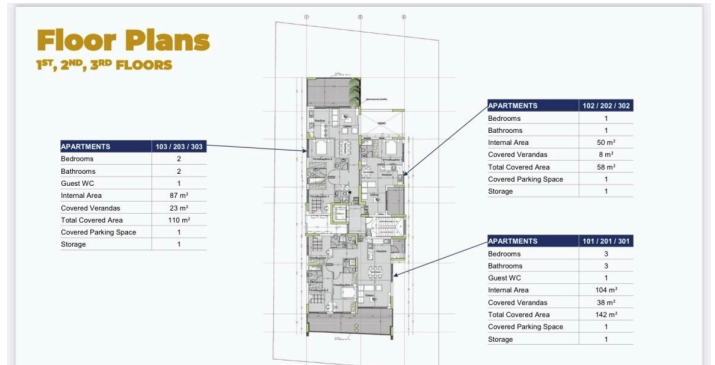 Floor Plans
1ST, 2ND, 3RD FLOORS
APARTMENTS 103 / 203 / 303
Bedrooms 2
Bathrooms 2
Guest WC 1
Internal Area 87 m²
Covered Verandas 23 m²
Total Covered Area 110 m²
Covered Parking Space 1
Storage 1
APARTMENTS 102 / 202 / 302
Bedrooms 1
Bathrooms 1
Internal Area 50 m²
Covered Verandas 8 m²
Total Covered Area 58 m²
Covered Parking Space 1
Storage 1
APARTMENTS 101 / 201 / 301
Bedrooms 3
Bathrooms 3
Guest WC 1
Internal Area 104 m²
Covered Verandas 38 m²
Total Covered Area 142 m²
Covered Parking Space 1
Storage 1